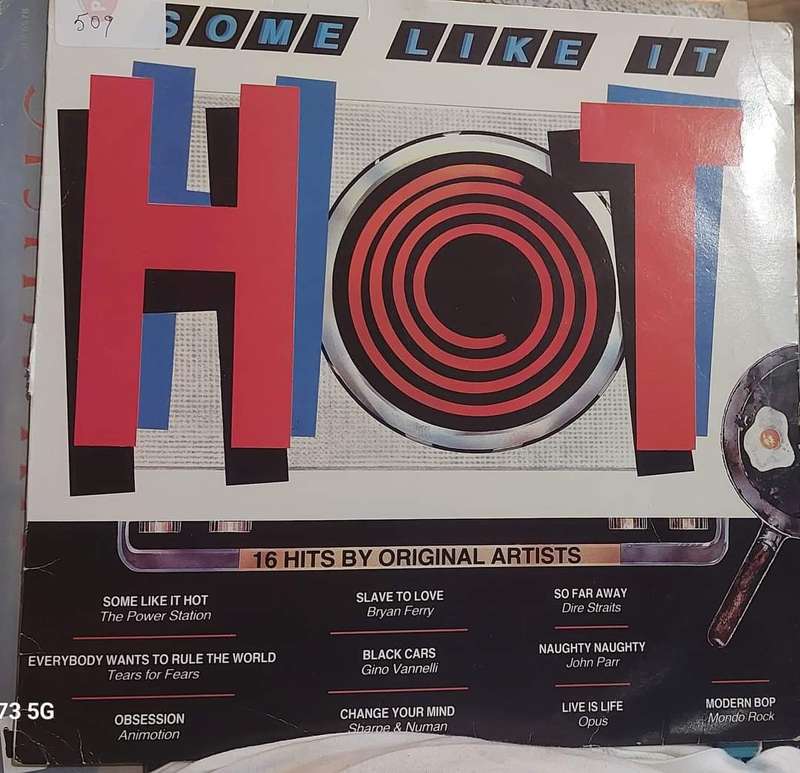 509
SOME LIKE IT
HOT
16 HITS BY ORIGINAL ARTISTS
SOME LIKE IT HOT
The Power Station
EVERYBODY WANTS TO RULE THE WORLD
Tears for Fears
OBSESSION
Animotion
SLAVE TO LOVE
Bryan Ferry
BLACK CARS
Gino Vannelli
CHANGE YOUR MIND
Sharpe & Numan
SO FAR AWAY
Dire Straits
NAUGHTY NAUGHTY
John Parr
LIVE IS LIFE
Opus
MODERN BOP
Mondo Rock
73 5G